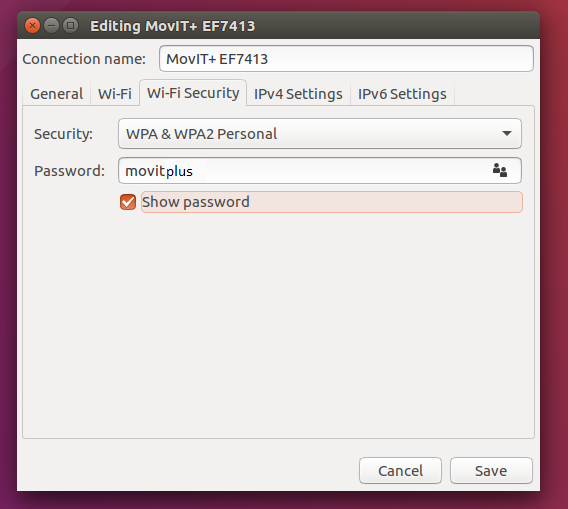 Editing MovIT+ EF7413
Connection name: MovIT+ EF7413
General Wi-Fi Wi-Fi Security IPv4 Settings IPv6 Settings
Security: WPA & WPA2 Personal
Password: movitplus
Show password
Cancel Save